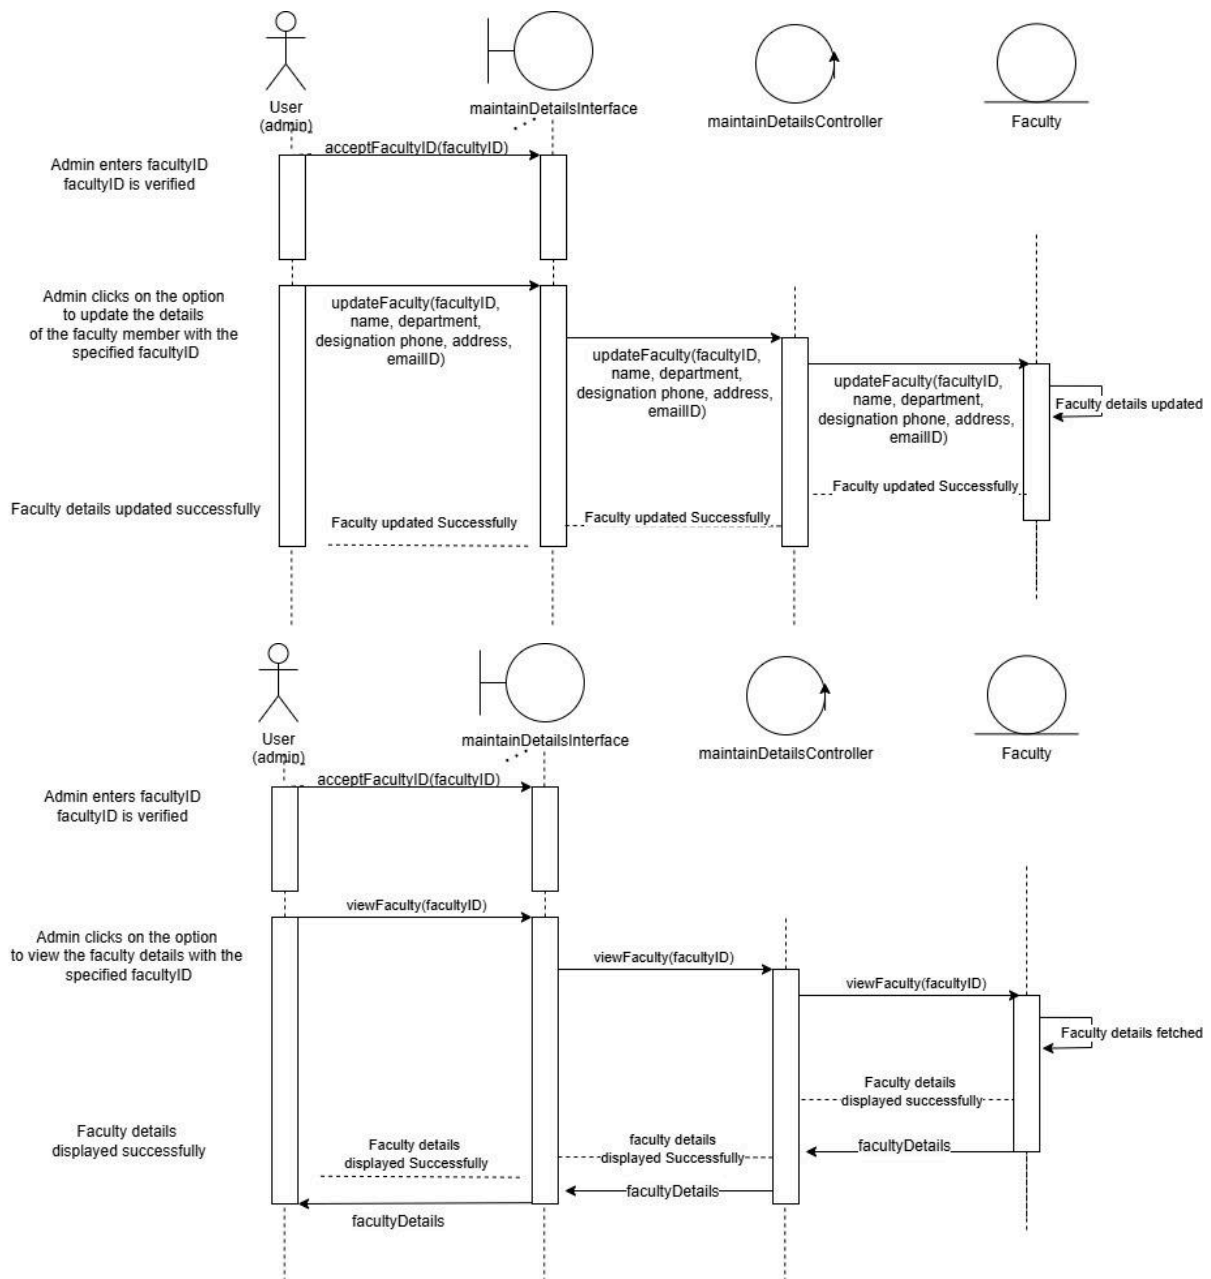 User
(admin)
maintainDetailsInterface
maintainDetailsController
Faculty
Admin enters facultyID
facultyID is verified
acceptFacultyID(facultyID)
Admin clicks on the option
to update the details
of the faculty member with the
specified facultyID
updateFaculty(facultyID,
name, department,
designation phone, address,
emailID)
updateFaculty(facultyID,
name, department,
designation phone, address,
emailID)
updateFaculty(facultyID,
name, department,
designation phone, address,
emailID)
Faculty details updated
Faculty updated Successfully
Faculty updated Successfully
Faculty updated Successfully
Faculty details updated successfully
User
(admin)
maintainDetailsInterface
maintainDetailsController
Faculty
Admin enters facultyID
facultyID is verified
acceptFacultyID(facultyID)
Admin clicks on the option
to view the faculty details with the
specified facultyID
viewFaculty(facultyID)
viewFaculty(facultyID)
viewFaculty(facultyID)
Faculty details fetched
Faculty details
displayed successfully
facultyDetails
faculty details
displayed Successfully
facultyDetails
Faculty details
displayed Successfully
facultyDetails
Faculty details
displayed successfully